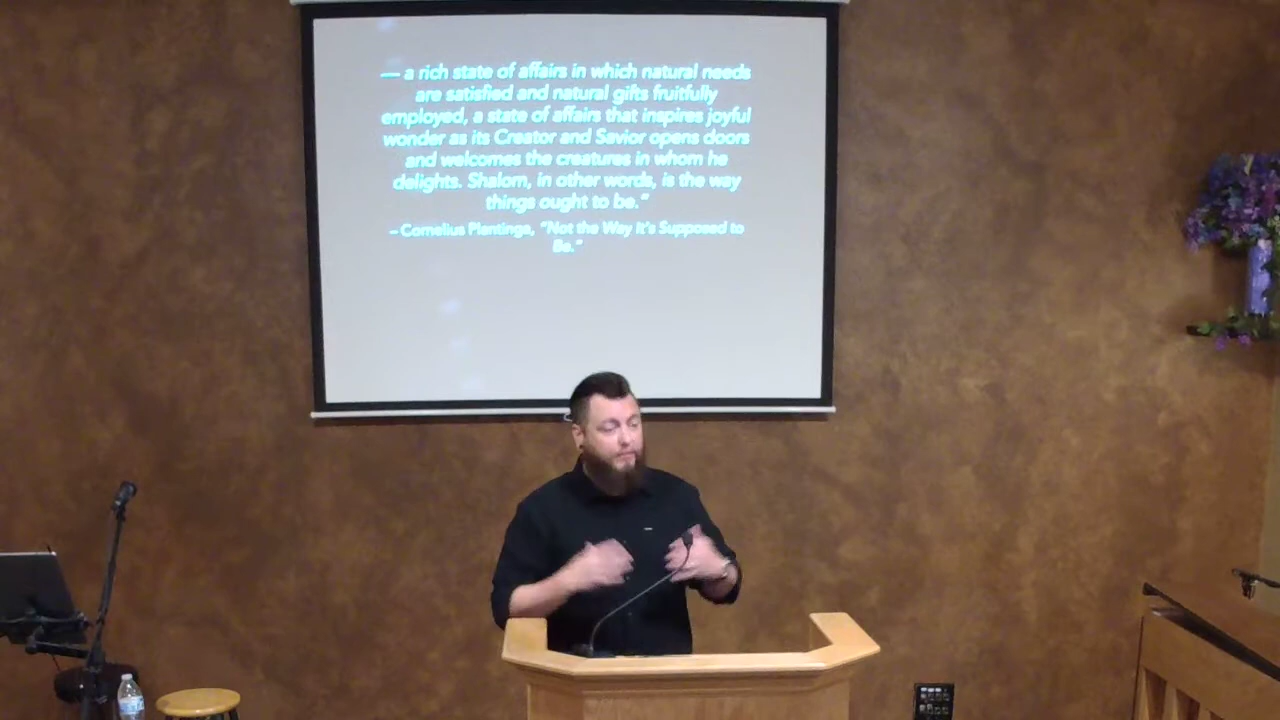 — a rich state of affairs in which natural needs
are satisfied and natural gifts fruitfully
employed, a state of affairs that inspires joyful
wonder as its Creator and Savior opens doors
and welcomes the creatures in whom he
delights. Shalom, in other words, is the way
things ought to be."
– Cornelius Plantinga, "Not the Way It's Supposed to
Be."